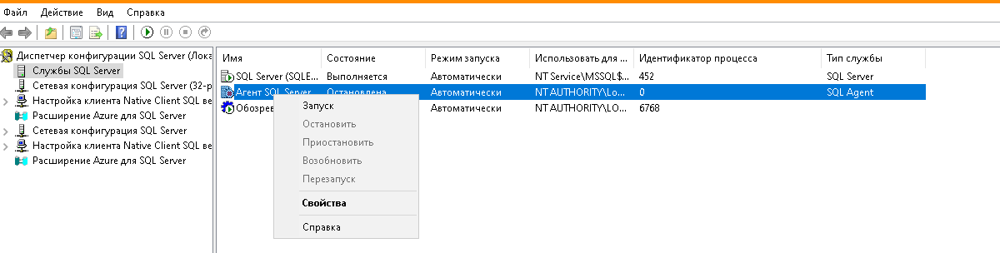 Файл Действие Вид Справка
Диспетчер конфигурации SQL Server (Лока
Службы SQL Server
Сетевая конфигурация SQL Server (32-р
Настройка клиента Native Client SQL ве
Расширение Azure для SQL Server
Сетевая конфигурация SQL Server
Настройка клиента Native Client SQL ве
Расширение Azure для SQL Server
Имя Состояние Режим запуска Использовать для ... Идентификатор процесса Тип службы
SQL Server (SQLE... Выполняется Автоматически NT Service\MSSQL$... 452 SQL Server
Агент SQL Server Остановлена Автоматически NT AUTHORITY\Lo... 0 SQL Agent
Обозрев Автоматически NT AUTHORITY\LO... 6768
Запуск
Остановить
Приостановить
Возобновить
Перезапуск
Свойства
Справка